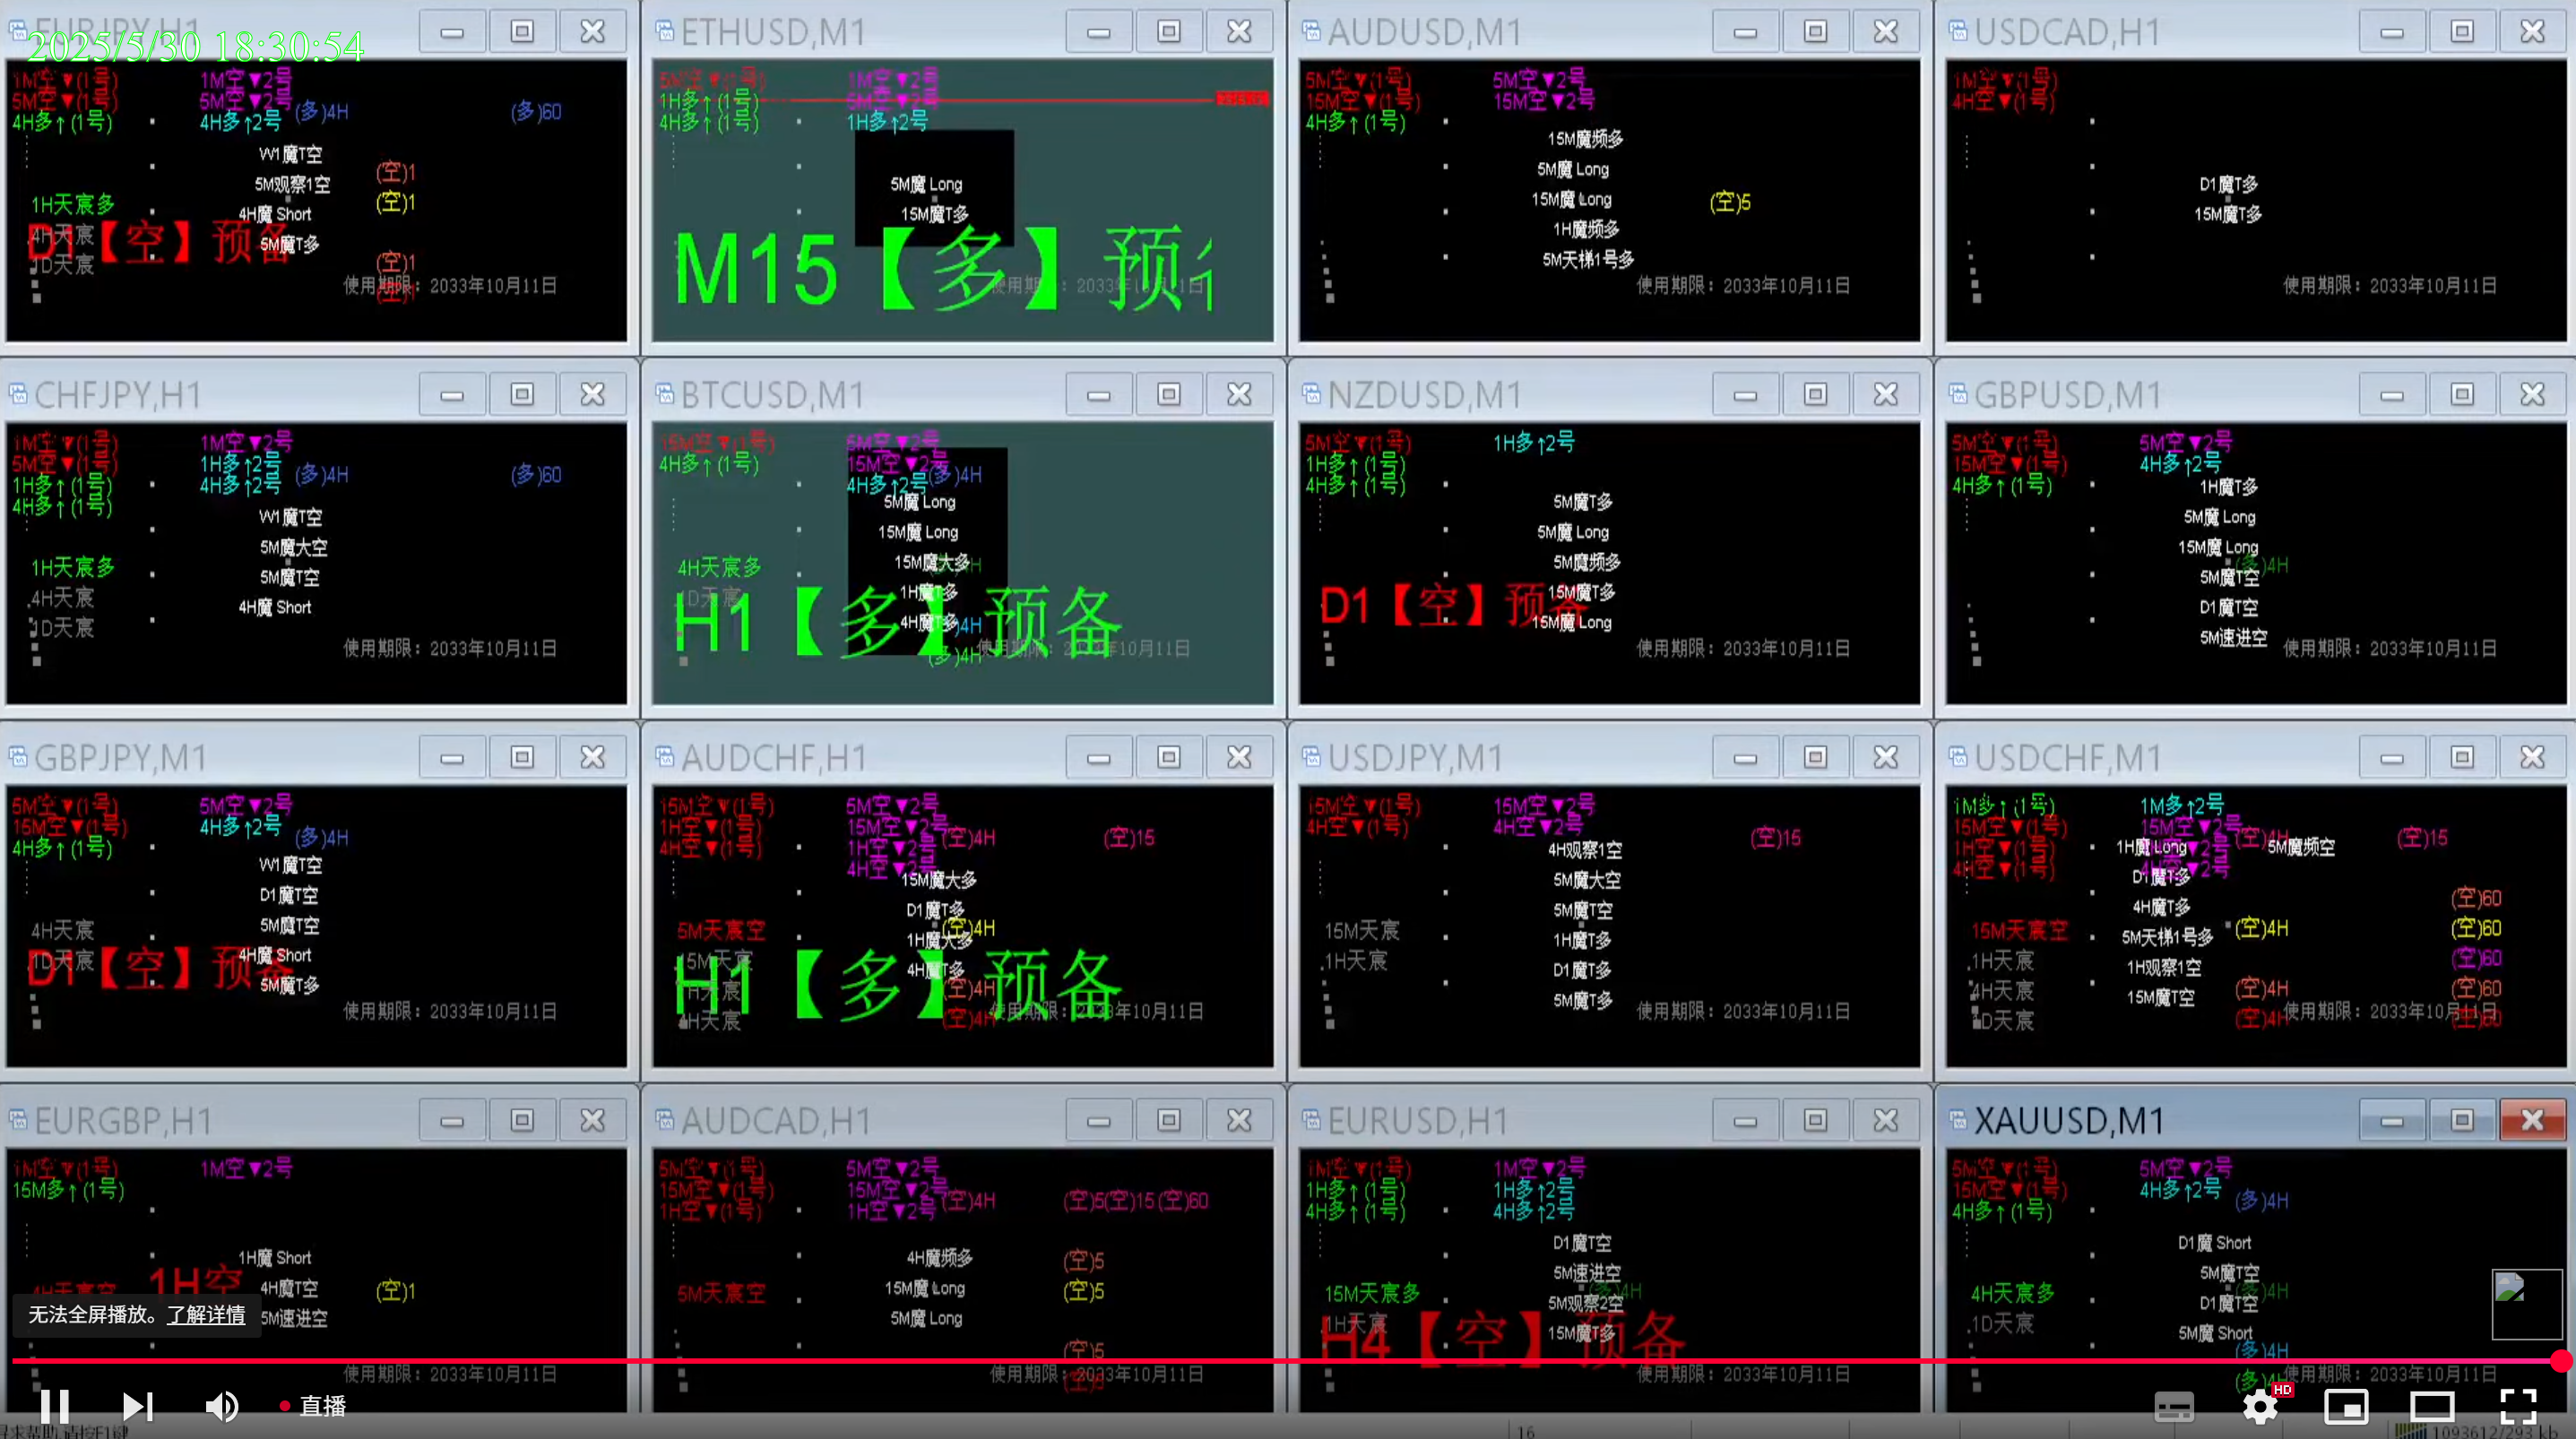 EURJPY,H1
2025/5/30 18:30:54
1M空▼(1号) 1M空▼2号
5M空▼(1号) 5M空▼2号 (多)4H (多)60
4H多↑(1号) 4H多↑2号
W1魔T空
(空)1
5M观察1空
1H天宸多 (空)1
4H魔 Short
4H天宸
D1【空】预备
5M魔T多
1D天宸 (空)1
使用期限：2033年10月11日
ETHUSD,M1
5M空▼(1号) 1M空▼2号
1H多↑(1号) 5M空▼2号
4H多↑(1号) 1H多↑2号
5M魔 Long
15M魔T多
M15【多】预
AUDUSD,M1
5M空▼(1号) 5M空▼2号
15M空▼(1号) 15M空▼2号
4H多↑(1号)
15M魔频多
5M魔 Long
15M魔 Long (空)5
1H魔频多
5M天梯1号多
使用期限：2033年10月11日
USDCAD,H1
1M空▼(1号)
4H空▼(1号)
D1魔T多
15M魔T多
使用期限：2033年10月11日
CHFJPY,H1
1M空▼(1号) 1M空▼2号
5M空▼(1号) 1H多↑2号 (多)4H (多)60
1H多↑(1号) 4H多↑2号
4H多↑(1号)
W1魔T空
5M魔大空
1H天宸多
5M魔T空
4H天宸
4H魔 Short
1D天宸
使用期限：2033年10月11日
BTCUSD,M1
15M空▼(1号) 5M空▼2号
4H多↑(1号) 15M空▼2号 (多)4H
4H多↑2号
5M魔 Long
15M魔 Long
15M魔大多
4H天宸多
1H魔T多
1D天宸
4H魔T多
H1【多】预备
(多)4H
NZDUSD,M1
5M空▼(1号) 1H多↑2号
1H多↑(1号)
4H多↑(1号)
5M魔T多
5M魔 Long
5M魔频多
15M魔T多
D1【空】预备
15M魔 Long
使用期限：2033年10月11日
GBPUSD,M1
5M空▼(1号) 5M空▼2号
15M空▼(1号) 4H多↑2号
4H多↑(1号)
1H魔T多
5M魔 Long
15M魔 Long
(多)4H
5M魔T空
D1魔T空
5M速进空
使用期限：2033年10月11日
GBPJPY,M1
5M空▼(1号) 5M空▼2号
15M空▼(1号) 4H多↑2号 (多)4H
4H多↑(1号)
W1魔T空
D1魔T空
5M魔T空
4H天宸
4H魔 Short
1D天宸
D1【空】预备
5M魔T多
使用期限：2033年10月11日
AUDCHF,H1
15M空▼(1号) 5M空▼2号
1H空▼(1号) 15M空▼2号 (空)4H (空)15
4H空▼(1号) 1H空▼2号
4H空▼2号
15M魔大多
D1魔T多
(空)4H
5M天宸空
1H魔大多
15M天宸
4H魔T多
H1【多】预备
1H天宸 (空)4H
4H天宸 (空)4H
使用期限：2033年10月11日
USDJPY,M1
15M空▼(1号) 15M空▼2号
4H空▼(1号) 4H空▼2号 (空)15
4H观察1空
5M魔大空
5M魔T空
15M天宸
1H魔T多
1H天宸
D1魔T多
5M魔T多
使用期限：2033年10月11日
USDCHF,M1
1M多↑(1号) 1M多↑2号
15M空▼(1号) 15M空▼2号 (空)4H (空)15
1H空▼(1号) 1H魔 Long 5M魔频空
4H空▼(1号) 4H空▼2号
D1魔T多
4H魔T多 (空)60
15M天宸空 5M天梯1号多 (空)4H (空)60
1H天宸 1H观察1空 (空)60
4H天宸 15M魔T空 (空)4H (空)60
1D天宸 (空)4H
使用期限：2033年10月11日
EURGBP,H1
1M空▼(1号) 1M空▼2号
15M多↑(1号)
1H魔 Short
1H空
4H天宸空 4H魔T空 (空)1
5M速进空
使用期限：2033年10月11日
AUDCAD,H1
5M空▼(1号) 5M空▼2号
15M空▼(1号) 15M空▼2号 (空)4H (空)5(空)15(空)60
1H空▼(1号) 1H空▼2号
4H魔频多 (空)5
5M天宸空 15M魔 Long (空)5
5M魔 Long
(空)5
使用期限：2033年10月11日
EURUSD,H1
1M空▼(1号) 1M空▼2号
1H多↑(1号) 1H多↑2号
4H多↑(1号) 4H多↑2号
D1魔T空
5M速进空
15M天宸多 (多)4H
5M观察2空
1H天宸
15M魔T多
H4【空】预备
使用期限：2033年10月11日
XAUUSD,M1
5M空▼(1号) 5M空▼2号
15M空▼(1号) 4H多↑2号 (多)4H
4H多↑(1号)
D1魔 Short
5M魔T空
4H天宸多 (多)4H
D1魔T空
1D天宸
5M魔 Short
(多)4H
使用期限：2033年10月11日
无法全屏播放。了解详情
直播
HD
16
1093612/293 kb